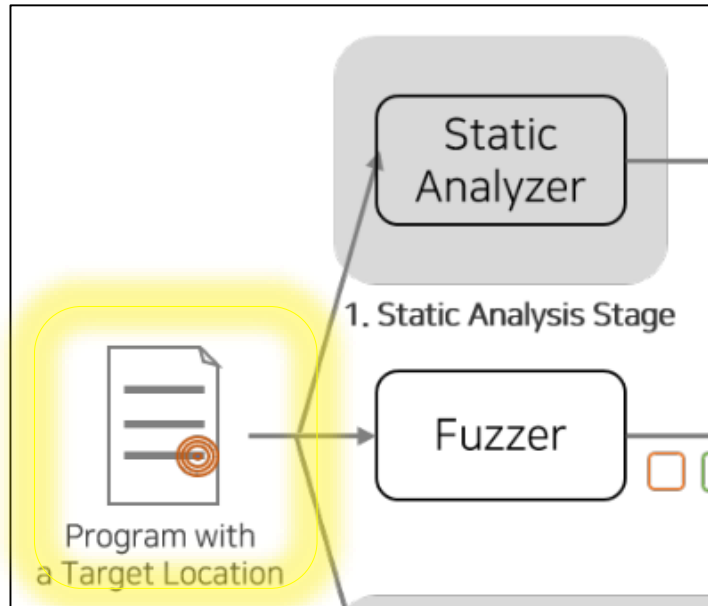 Static
Analyzer
1. Static Analysis Stage
Fuzzer
Program with
a Target Location